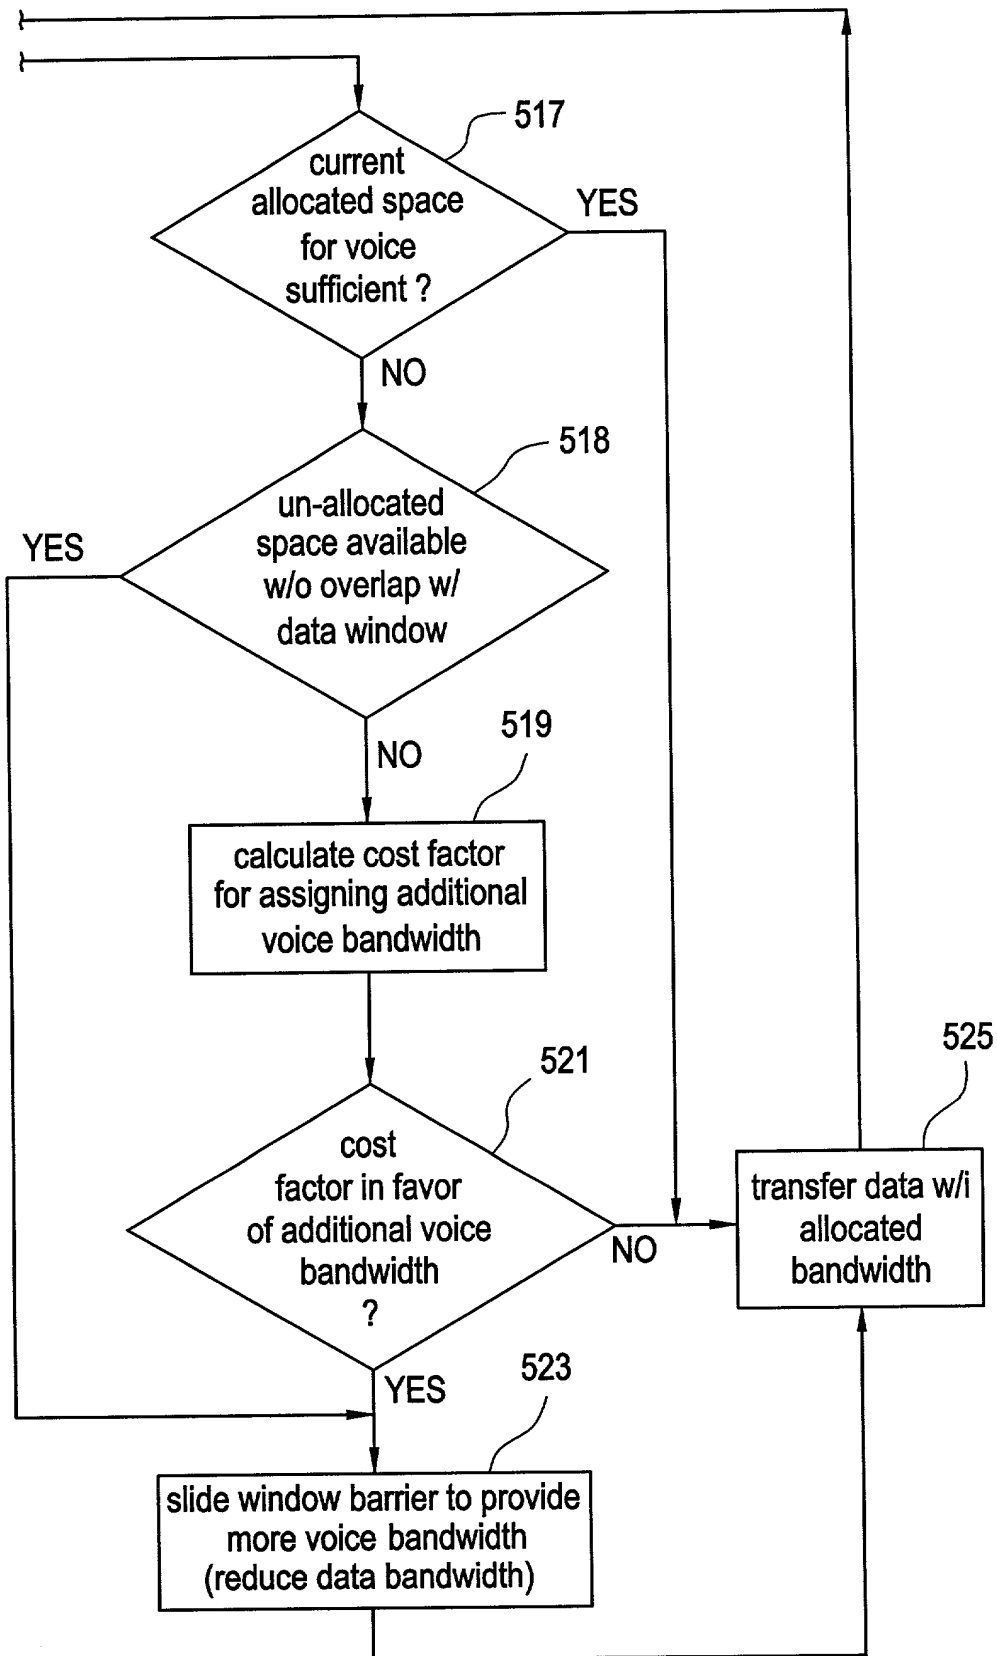 517
current
allocated space
for voice
sufficient ?
YES
NO
518
un-allocated
space available
w/o overlap w/
data window
YES
NO
519
calculate cost factor
for assigning additional
voice bandwidth
521
cost
factor in favor
of additional voice
bandwidth
?
NO
YES
525
transfer data w/i
allocated
bandwidth
523
slide window barrier to provide
more voice bandwidth
(reduce data bandwidth)